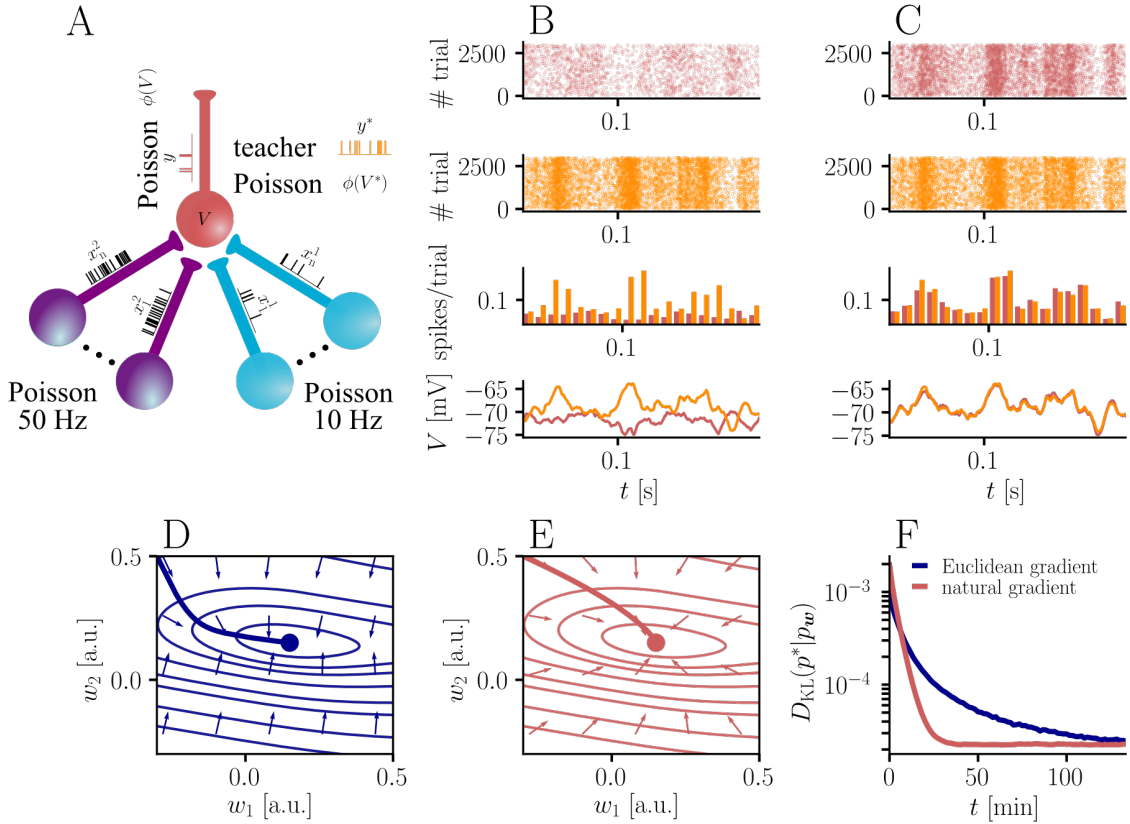 A
Poisson ϕ(V)
y
teacher
y*
Poisson
ϕ(V*)
V
x_n^2
x_1^2
x_1^1
x_n^1
Poisson
50 Hz
Poisson
10 Hz
B
# trial
2500
0
0.1
# trial
2500
0
0.1
spikes/trial
0.1
0.1
V [mV]
−65
−70
−75
0.1
t [s]
C
2500
0
0.1
2500
0
0.1
0.1
0.1
−65
−70
−75
0.1
t [s]
D
w_2 [a.u.]
0.5
0.0
0.0
0.5
w_1 [a.u.]
E
w_2 [a.u.]
0.5
0.0
0.0
0.5
w_1 [a.u.]
F
Euclidean gradient
natural gradient
D_KL(p*|p_w)
10^−3
10^−4
0
50
100
t [min]